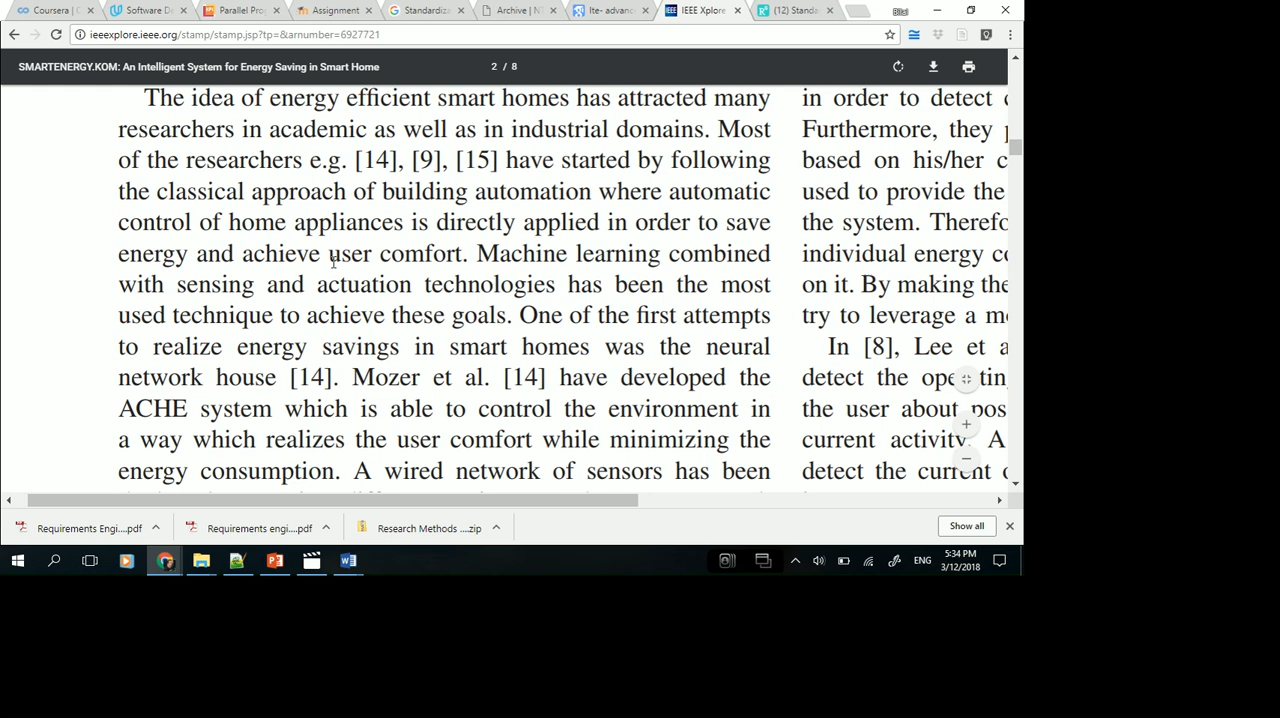 Coursera | C
Software De
Parallel Prog
Assignment
Standardiza
Archive | NT
lte- advanc
IEEE Xplore
(12) Standa
Bilal
ieeexplore.ieee.org/stamp/stamp.jsp?tp=&arnumber=6927721
SMARTENERGY.KOM: An Intelligent System for Energy Saving in Smart Home
2 / 8
The idea of energy efficient smart homes has attracted many
researchers in academic as well as in industrial domains. Most
of the researchers e.g. [14], [9], [15] have started by following
the classical approach of building automation where automatic
control of home appliances is directly applied in order to save
energy and achieve user comfort. Machine learning combined
with sensing and actuation technologies has been the most
used technique to achieve these goals. One of the first attempts
to realize energy savings in smart homes was the neural
network house [14]. Mozer et al. [14] have developed the
ACHE system which is able to control the environment in
a way which realizes the user comfort while minimizing the
energy consumption. A wired network of sensors has been
in order to detect
Furthermore, they
based on his/her
used to provide the
the system. Therefo
individual energy co
on it. By making the
try to leverage a m
In [8], Lee et a
detect the
the user about pos
current activity. A
detect the current
Requirements Engi....pdf
Requirements engi....pdf
Research Methods ....zip
Show all
ENG
5:34 PM
3/12/2018